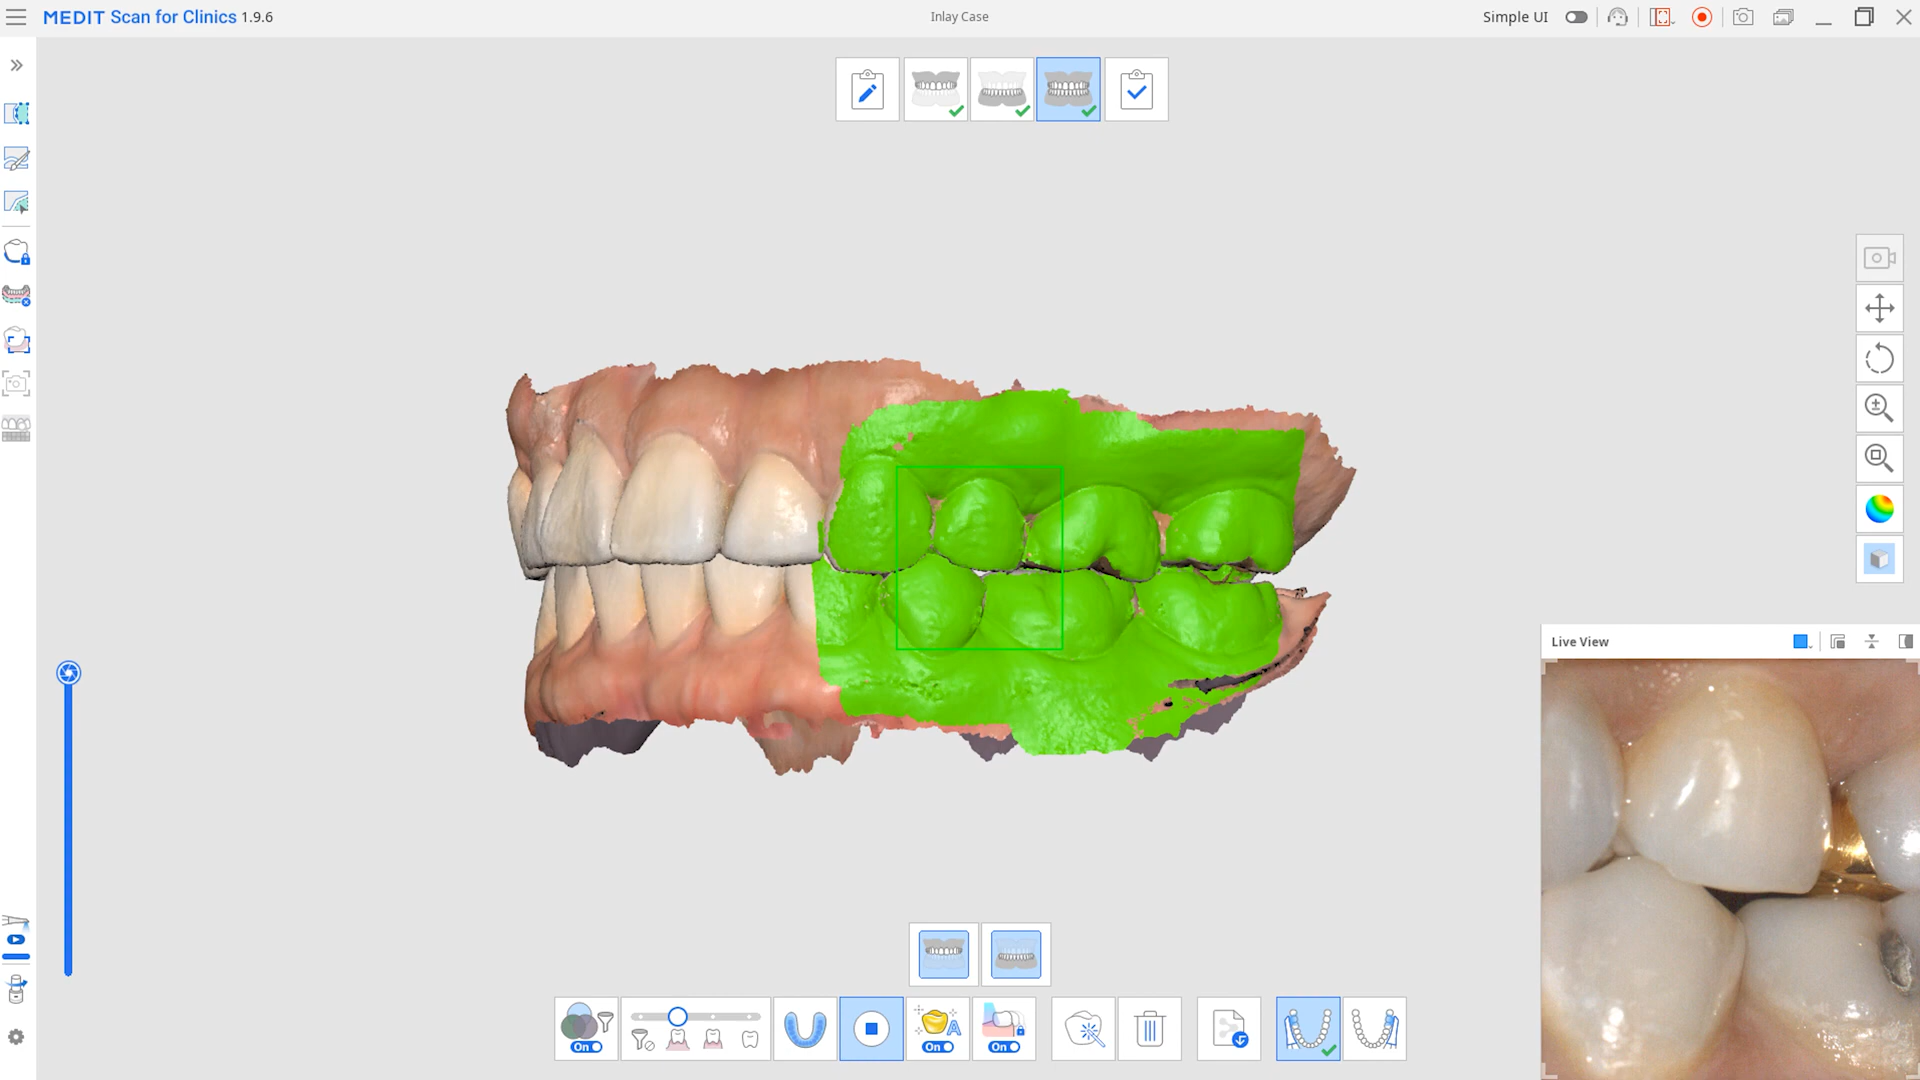 MEDIT Scan for Clinics 1.9.6
Inlay Case
Simple UI
Live View
On
A
On
On